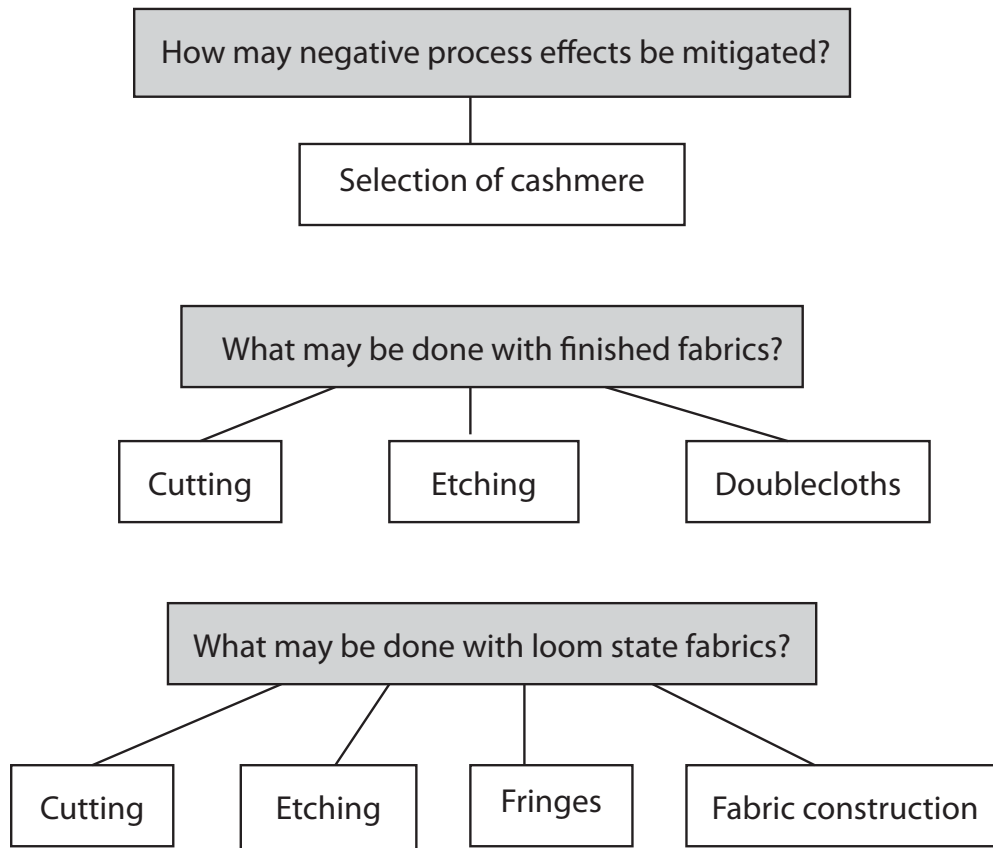 How may negative process effects be mitigated?
Selection of cashmere
What may be done with finished fabrics?
Cutting
Etching
Doublecloths
What may be done with loom state fabrics?
Cutting
Etching
Fringes
Fabric construction